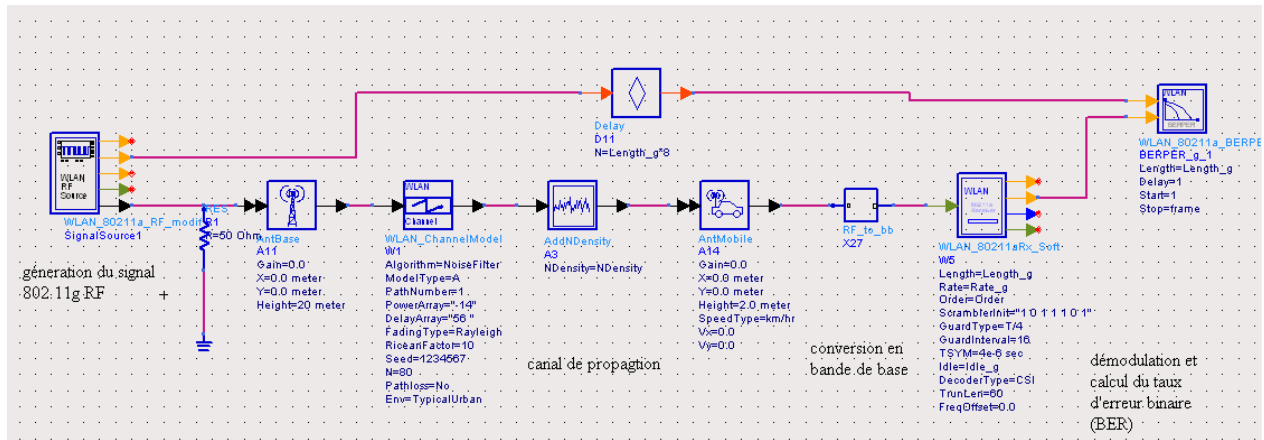 WLAN
RF
Source
WLAN_80211a_RF_modif
SignalSource1
géneration du signal
802.11g RF +
RES
R1
R=50 Ohm
AntBase
A11
Gain=0.0
X=0.0 meter
Y=0.0 meter
Height=20 meter
WLAN
Channel
WLAN_ChannelModel
W1
Algorithm=NoiseFilter
ModelType=A
PathNumber=1
PowerArray="-14"
DelayArray="56 "
FadingType=Rayleigh
RiceanFactor=10
Seed=1234567
N=80
Pathloss=No
Env=TypicalUrban
Delay
D11
N=Length_g*8
AddNDensity
A3
NDensity=NDensity
canal de propagtion
AntMobile
A14
Gain=0.0
X=0.0 meter
Y=0.0 meter
Height=2.0 meter
SpeedType=km/hr
Vx=0.0
Vy=0.0
RF_to_bb
X27
conversion en
bande de base
WLAN
WLAN_80211aRx_Soft
W5
Length=Length_g
Rate=Rate_g
Order=Order
ScramblerInit="1 0 1 1 1 0 1"
GuardType=T/4
GuardInterval=16
TSYM=4e-6 sec
Idle=Idle_g
DecoderType=CSI
TrunLen=60
FreqOffset=0.0
WLAN
BERPER
WLAN_80211a_BERPE
BERPER_g_1
Length=Length_g
Delay=1
Start=1
Stop=frame
démodulation et
calcul du taux
d'erreur binaire
(BER)